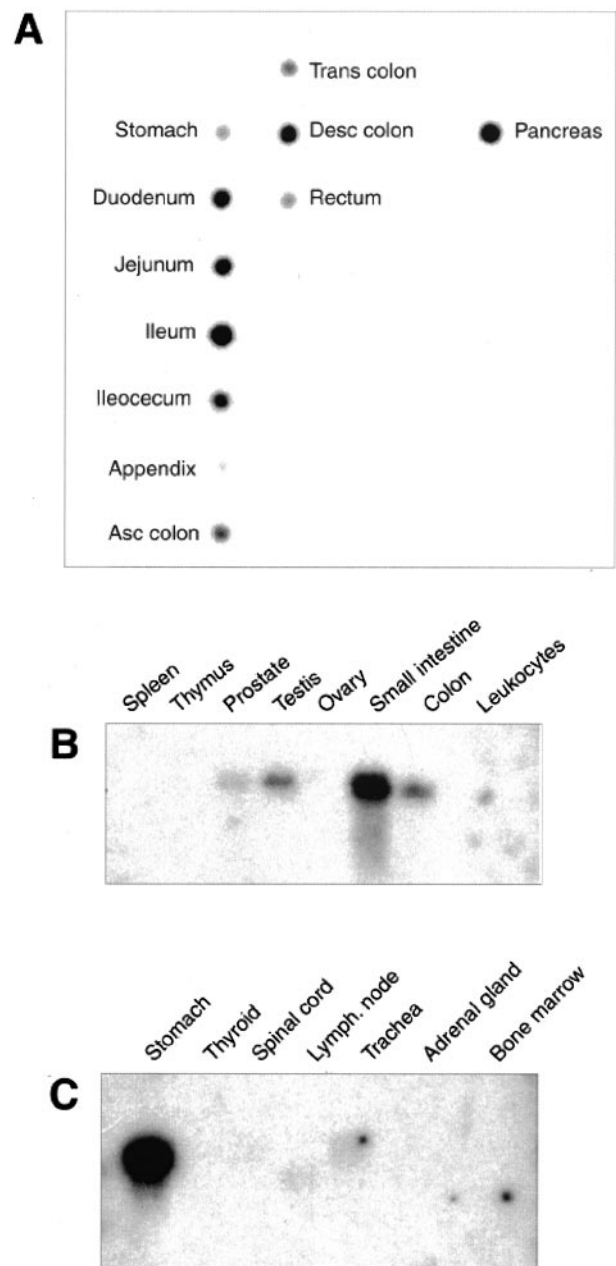 A
Trans colon
Stomach Desc colon Pancreas
Duodenum Rectum
Jejunum
Ileum
Ileocecum
Appendix
Asc colon
B
Spleen Thymus Prostate Testis Ovary Small intestine Colon Leukocytes
C
Stomach Thyroid Spinal cord Lymph. node Trachea Adrenal gland Bone marrow